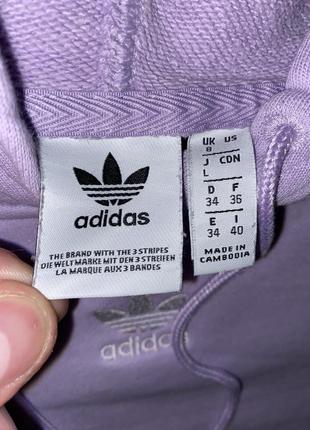 adidas
THE BRAND WITH THE 3 STRIPES
DIE WELTMARKE MIT DEN 3 STREIFEN
LA MARQUE AUX 3 BANDES
UK US
8
J CDN
L
D F
34 36
E I
34 40
MADE IN
CAMBODIA
adidas